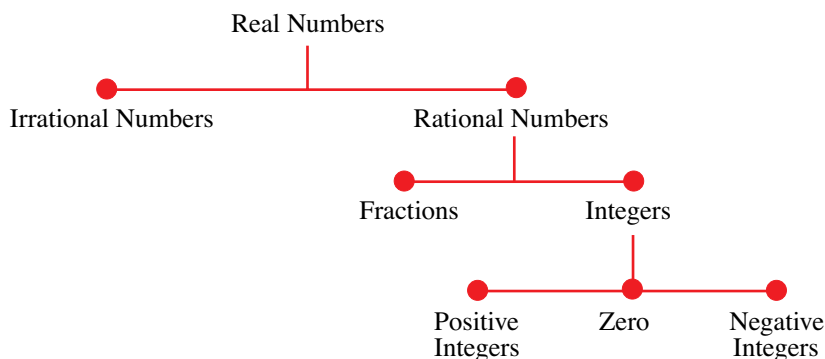 Real Numbers
Irrational Numbers
Rational Numbers
Fractions
Integers
Positive
Integers
Zero
Negative
Integers